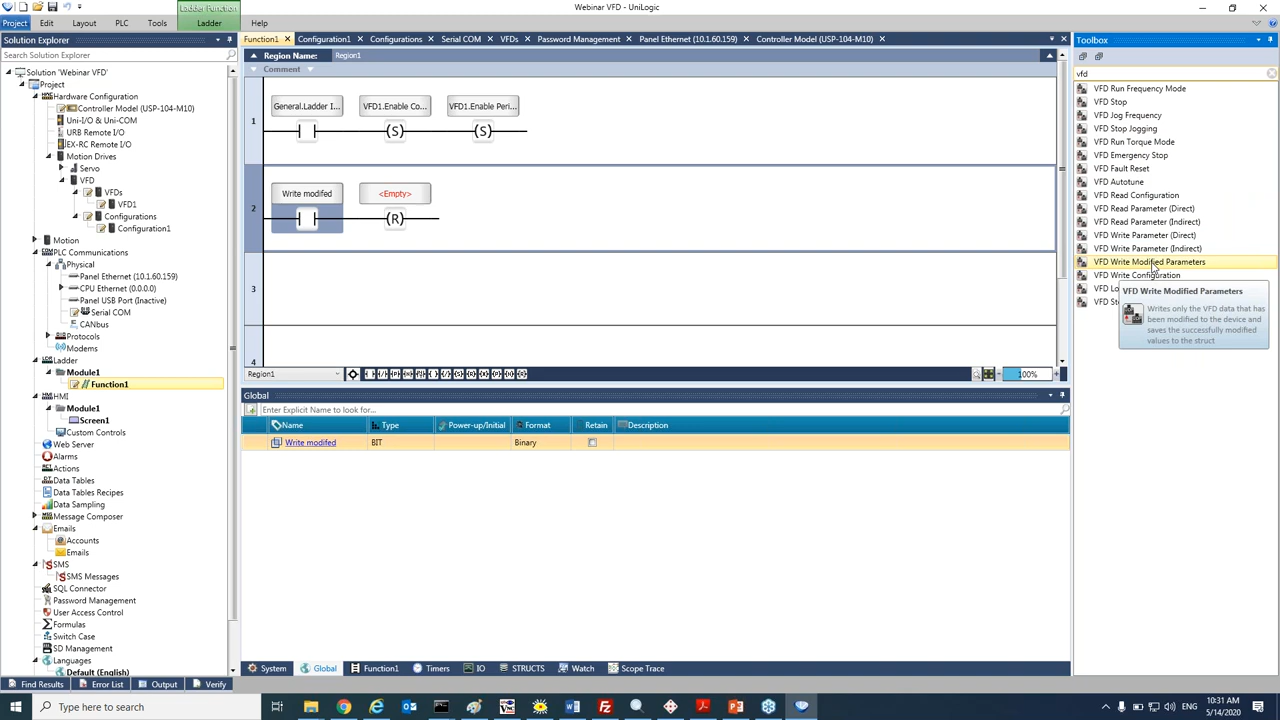 Webinar VFD - UniLogic
Ladder Function
Project Edit Layout PLC Tools Ladder Help
Solution Explorer
Search Solution Explorer
Solution 'Webinar VFD'
Project
Hardware Configuration
Controller Model (USP-104-M10)
Uni-I/O & Uni-COM
URB Remote I/O
EX-RC Remote I/O
Motion Drives
Servo
VFD
VFDs
VFD1
Configurations
Configuration1
Motion
PLC Communications
Physical
Panel Ethernet (10.1.60.159)
CPU Ethernet (0.0.0.0)
Panel USB Port (Inactive)
Serial COM
CANbus
Protocols
Modems
Ladder
Module1
Function1
HMI
Module1
Screen1
Custom Controls
Web Server
Alarms
Actions
Data Tables
Data Tables Recipes
Data Sampling
Message Composer
Emails
Accounts
Emails
SMS
SMS Messages
SQL Connector
Password Management
User Access Control
Formulas
Switch Case
SD Management
Languages
Default (English)
Find Results Error List Output Verify
Function1 Configuration1 Configurations Serial COM VFDs Password Management Panel Ethernet (10.1.60.159) Controller Model (USP-104-M10)
Region Name: Region1
Comment
1
General.Ladder I... VFD1.Enable Co... VFD1.Enable Peri...
(S) (S)
2
Write modifed <Empty>
(R)
3
4
Region1
100%
Global
Enter Explicit Name to look for...
Name Type Power-up/Initial Format Retain Description
Write modifed BIT Binary
System Global Function1 Timers IO STRUCTS Watch Scope Trace
Toolbox
vfd
VFD Run Frequency Mode
VFD Stop
VFD Jog Frequency
VFD Stop Jogging
VFD Run Torque Mode
VFD Emergency Stop
VFD Fault Reset
VFD Autotune
VFD Read Configuration
VFD Read Parameter (Direct)
VFD Read Parameter (Indirect)
VFD Write Parameter (Direct)
VFD Write Parameter (Indirect)
VFD Write Modified Parameters
VFD Write Configuration
VFD Lo
VFD St
VFD Write Modified Parameters
Writes only the VFD data that has
been modified to the device and
saves the successfully modified
values to the struct
Type here to search
10:31 AM
5/14/2020